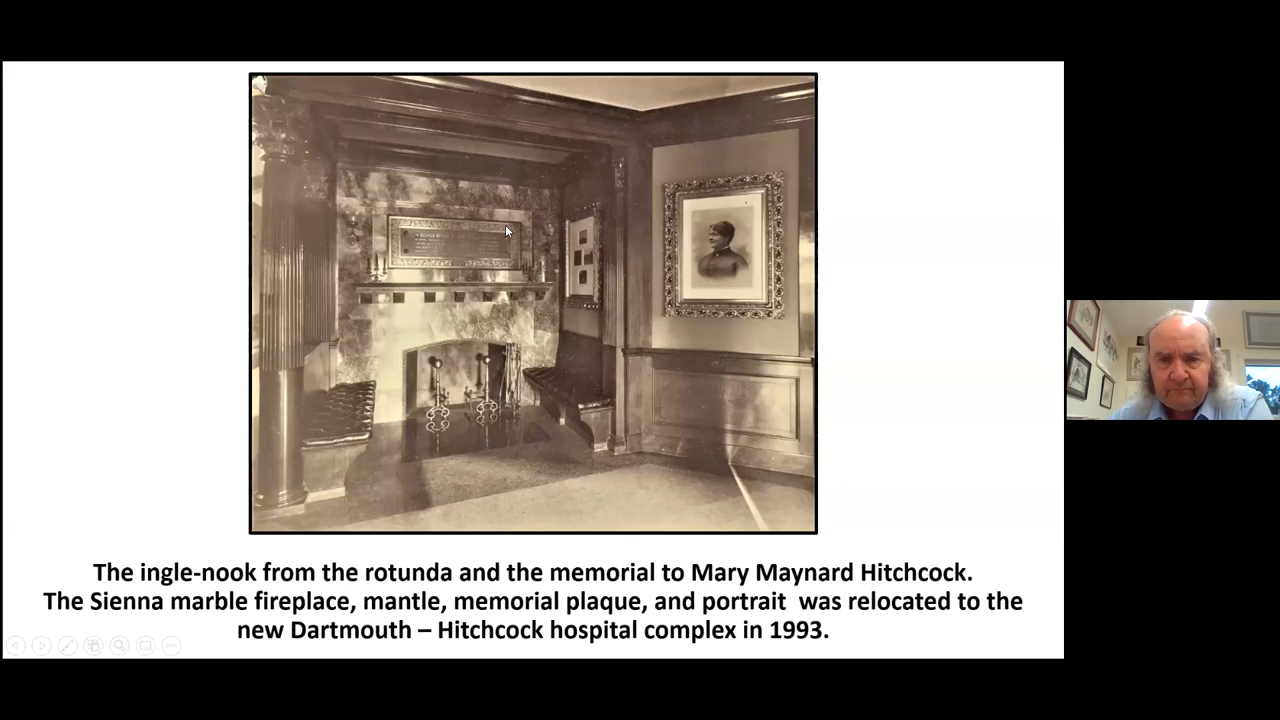 The ingle-nook from the rotunda and the memorial to Mary Maynard Hitchcock.
The Sienna marble fireplace, mantle, memorial plaque, and portrait was relocated to the
new Dartmouth – Hitchcock hospital complex in 1993.